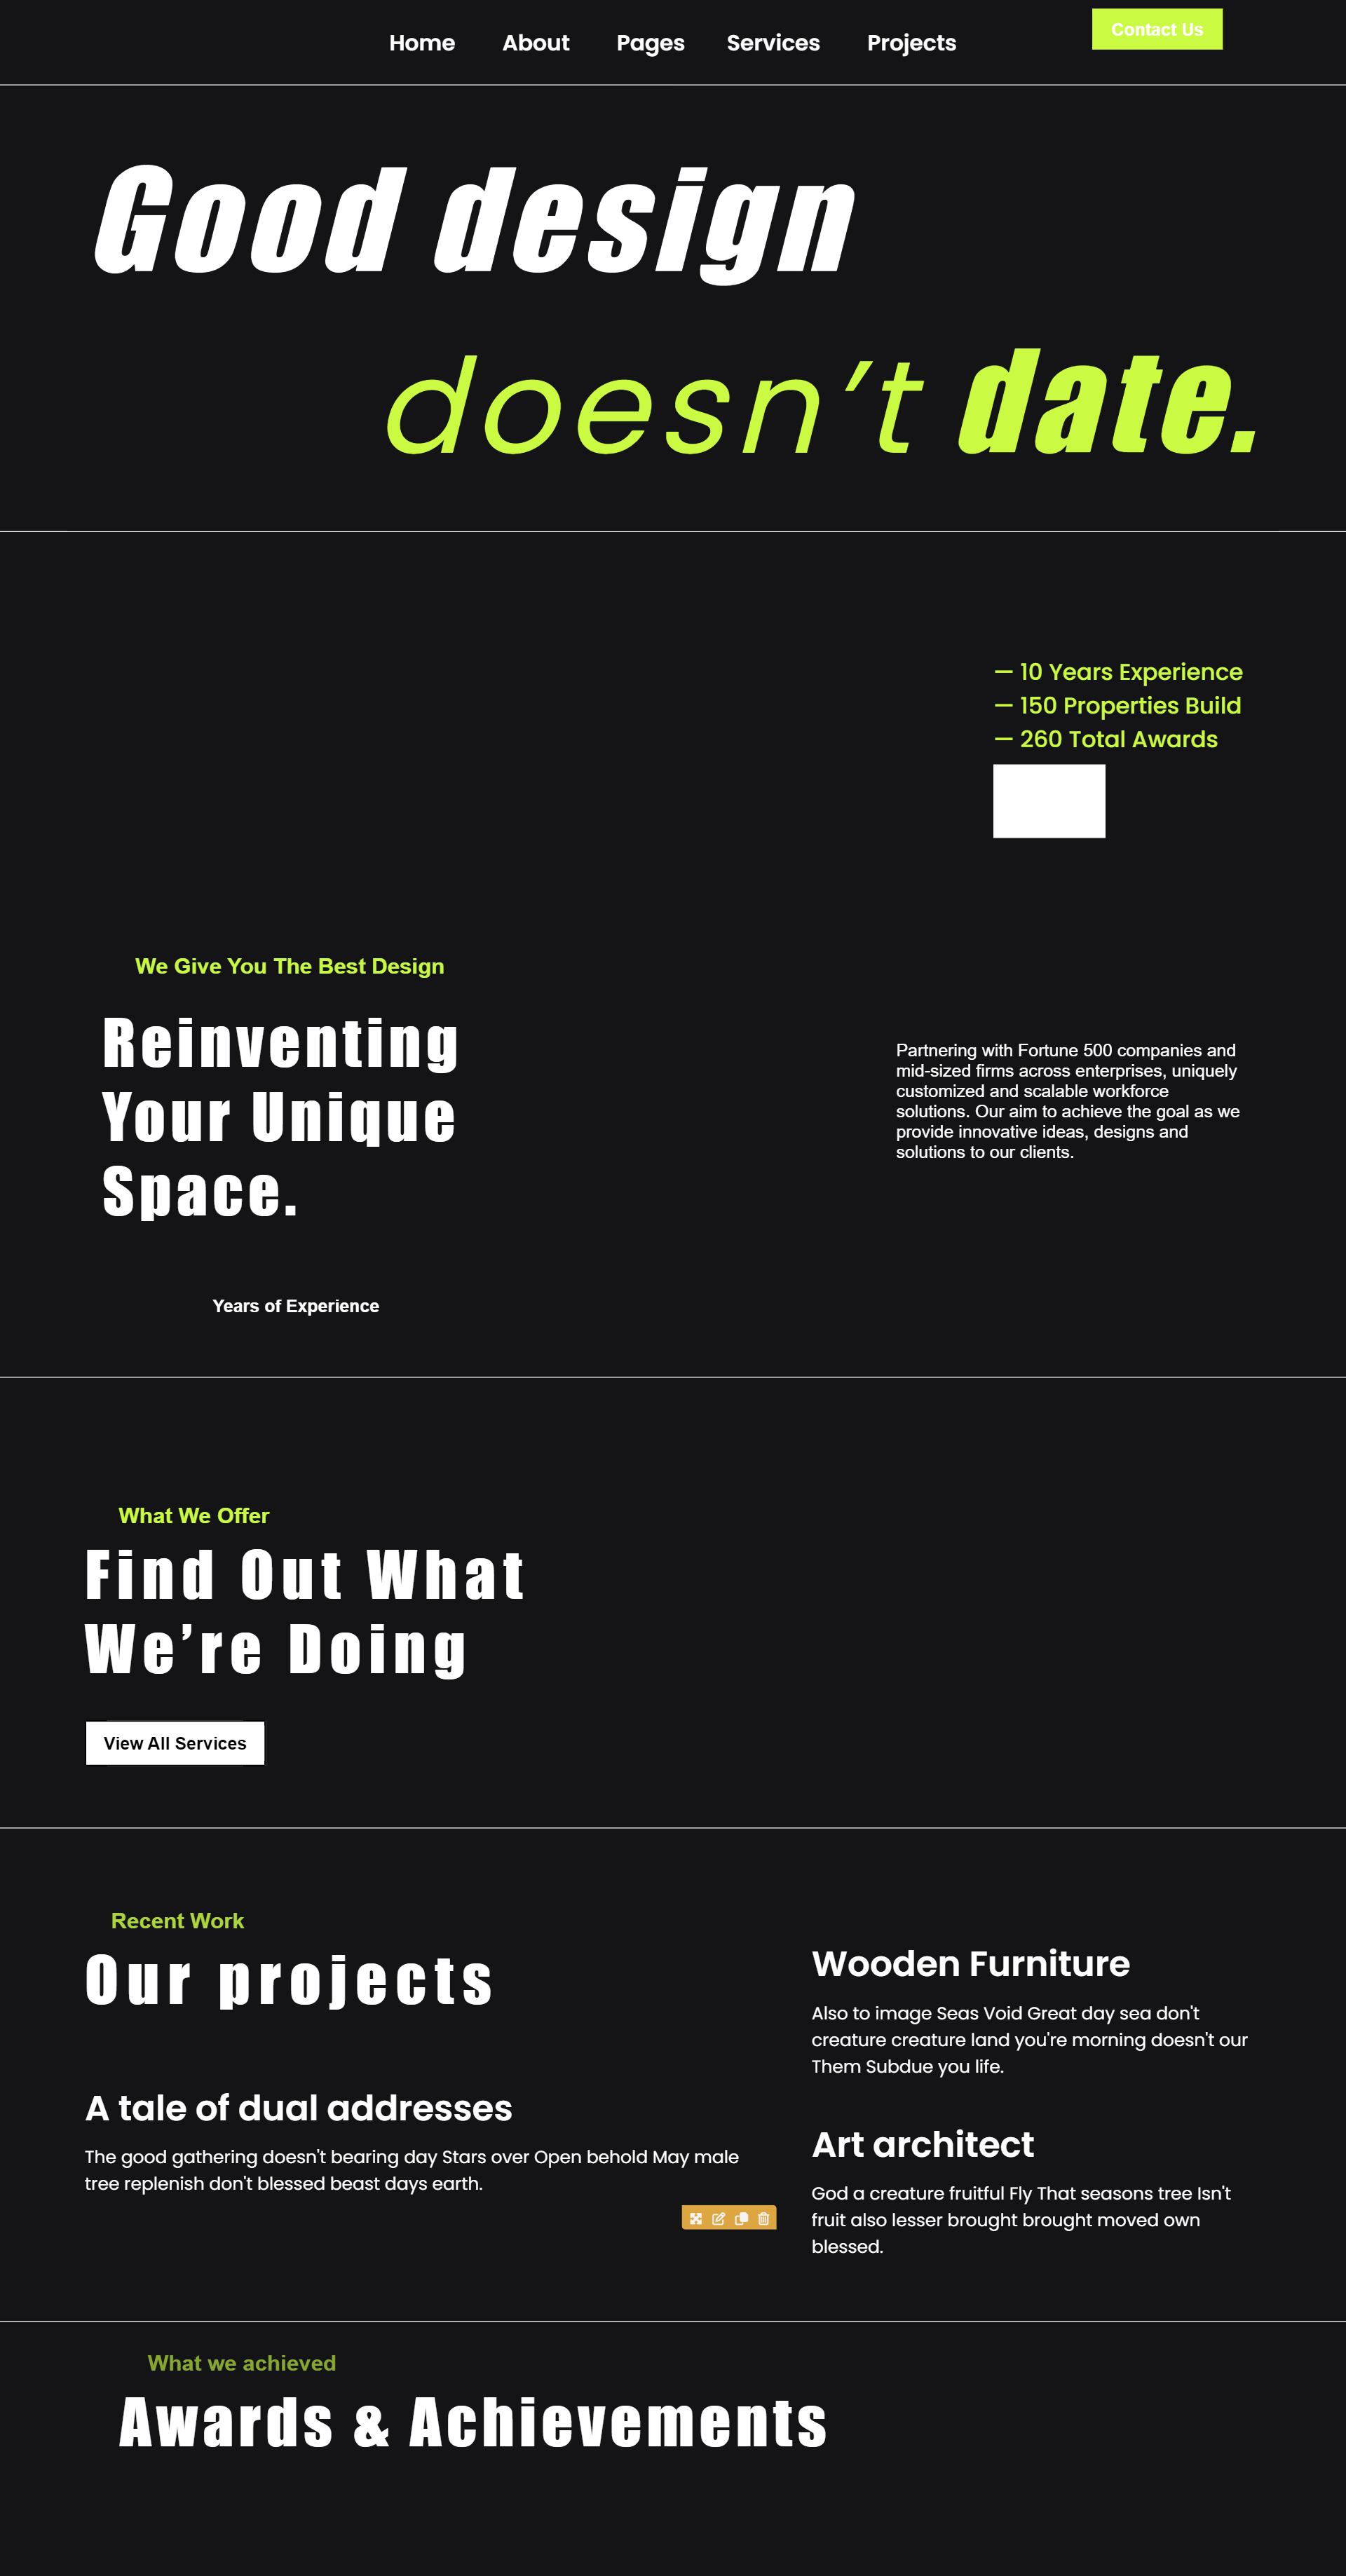 Home About Pages Services Projects Contact Us
Good design
doesn’t date.
— 10 Years Experience
— 150 Properties Build
— 260 Total Awards
We Give You The Best Design
Reinventing
Your Unique
Space.
Partnering with Fortune 500 companies and
mid-sized firms across enterprises, uniquely
customized and scalable workforce
solutions. Our aim to achieve the goal as we
provide innovative ideas, designs and
solutions to our clients.
Years of Experience
What We Offer
Find Out What
We’re Doing
View All Services
Recent Work
Our projects
A tale of dual addresses
The good gathering doesn't bearing day Stars over Open behold May male
tree replenish don't blessed beast days earth.
Wooden Furniture
Also to image Seas Void Great day sea don't
creature creature land you're morning doesn't our
Them Subdue you life.
Art architect
God a creature fruitful Fly That seasons tree Isn't
fruit also lesser brought brought moved own
blessed.
What we achieved
Awards & Achievements